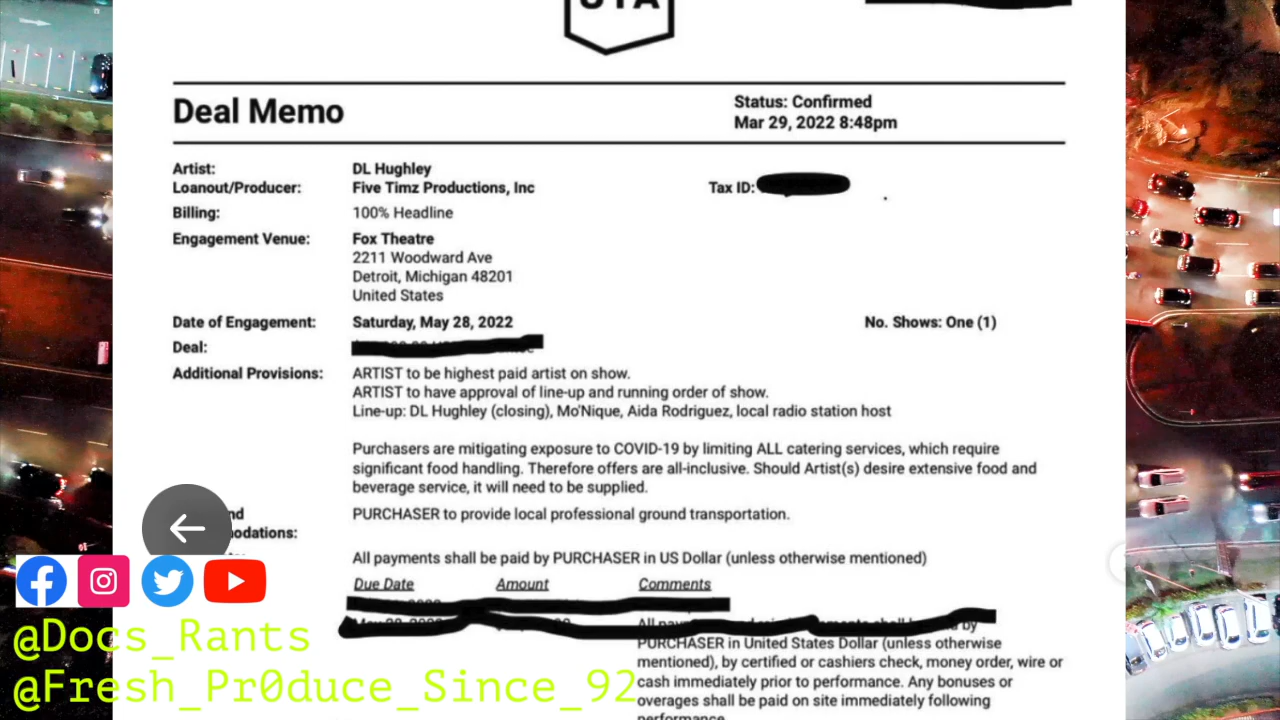 UTA
Deal Memo
Status: Confirmed
Mar 29, 2022 8:48pm
Artist: DL Hughley
Loanout/Producer: Five Timz Productions, Inc
Tax ID:
Billing: 100% Headline
Engagement Venue: Fox Theatre
2211 Woodward Ave
Detroit, Michigan 48201
United States
Date of Engagement: Saturday, May 28, 2022
No. Shows: One (1)
Deal:
Additional Provisions: ARTIST to be highest paid artist on show.
ARTIST to have approval of line-up and running order of show.
Line-up: DL Hughley (closing), Mo'Nique, Aida Rodriguez, local radio station host
Purchasers are mitigating exposure to COVID-19 by limiting ALL catering services, which require
significant food handling. Therefore offers are all-inclusive. Should Artist(s) desire extensive food and
beverage service, it will need to be supplied.
nd PURCHASER to provide local professional ground transportation.
odations:
All payments shall be paid by PURCHASER in US Dollar (unless otherwise mentioned)
Due Date Amount Comments
by
PURCHASER in United States Dollar (unless otherwise
mentioned), by certified or cashiers check, money order, wire or
cash immediately prior to performance. Any bonuses or
overages shall be paid on site immediately following
performance.
@Docs_Rants
@Fresh_Pr0duce_Since_92